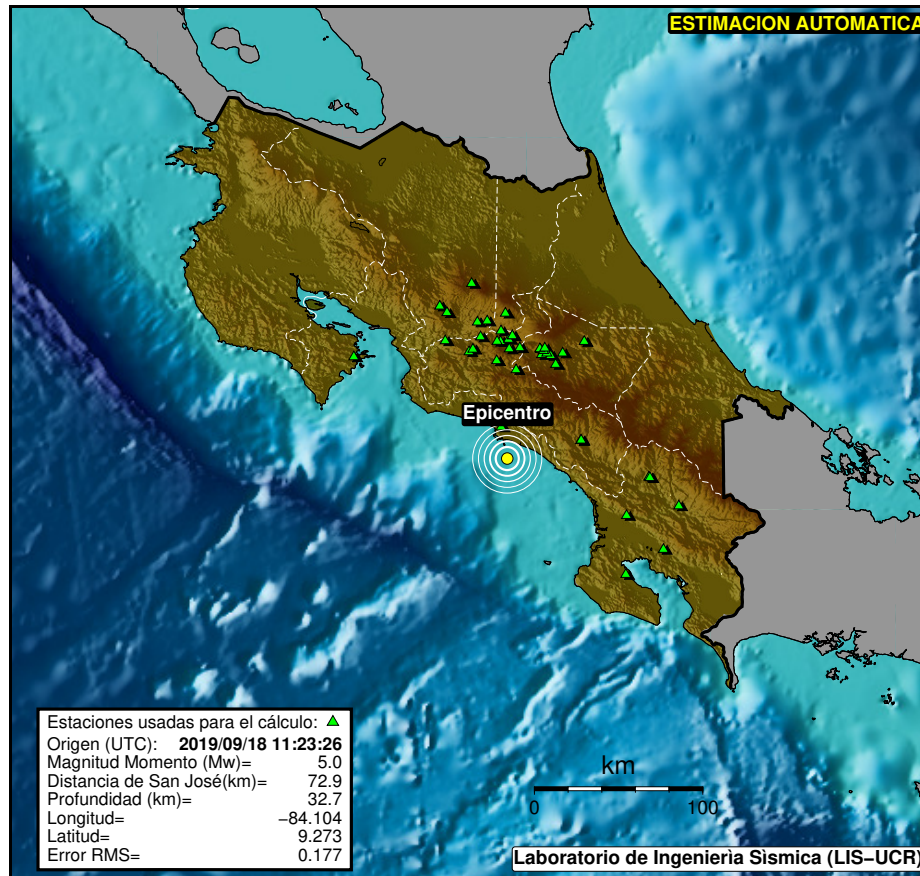 ESTIMACION AUTOMATICA
Epicentro
Estaciones usadas para el cálculo:
Origen (UTC): 2019/09/18 11:23:26
Magnitud Momento (Mw)= 5.0
Distancia de San José(km)= 72.9
Profundidad (km)= 32.7
Longitud= −84.104
Latitud= 9.273
Error RMS= 0.177
km
0 100
Laboratorio de Ingenierìa Sìsmica (LIS−UCR)